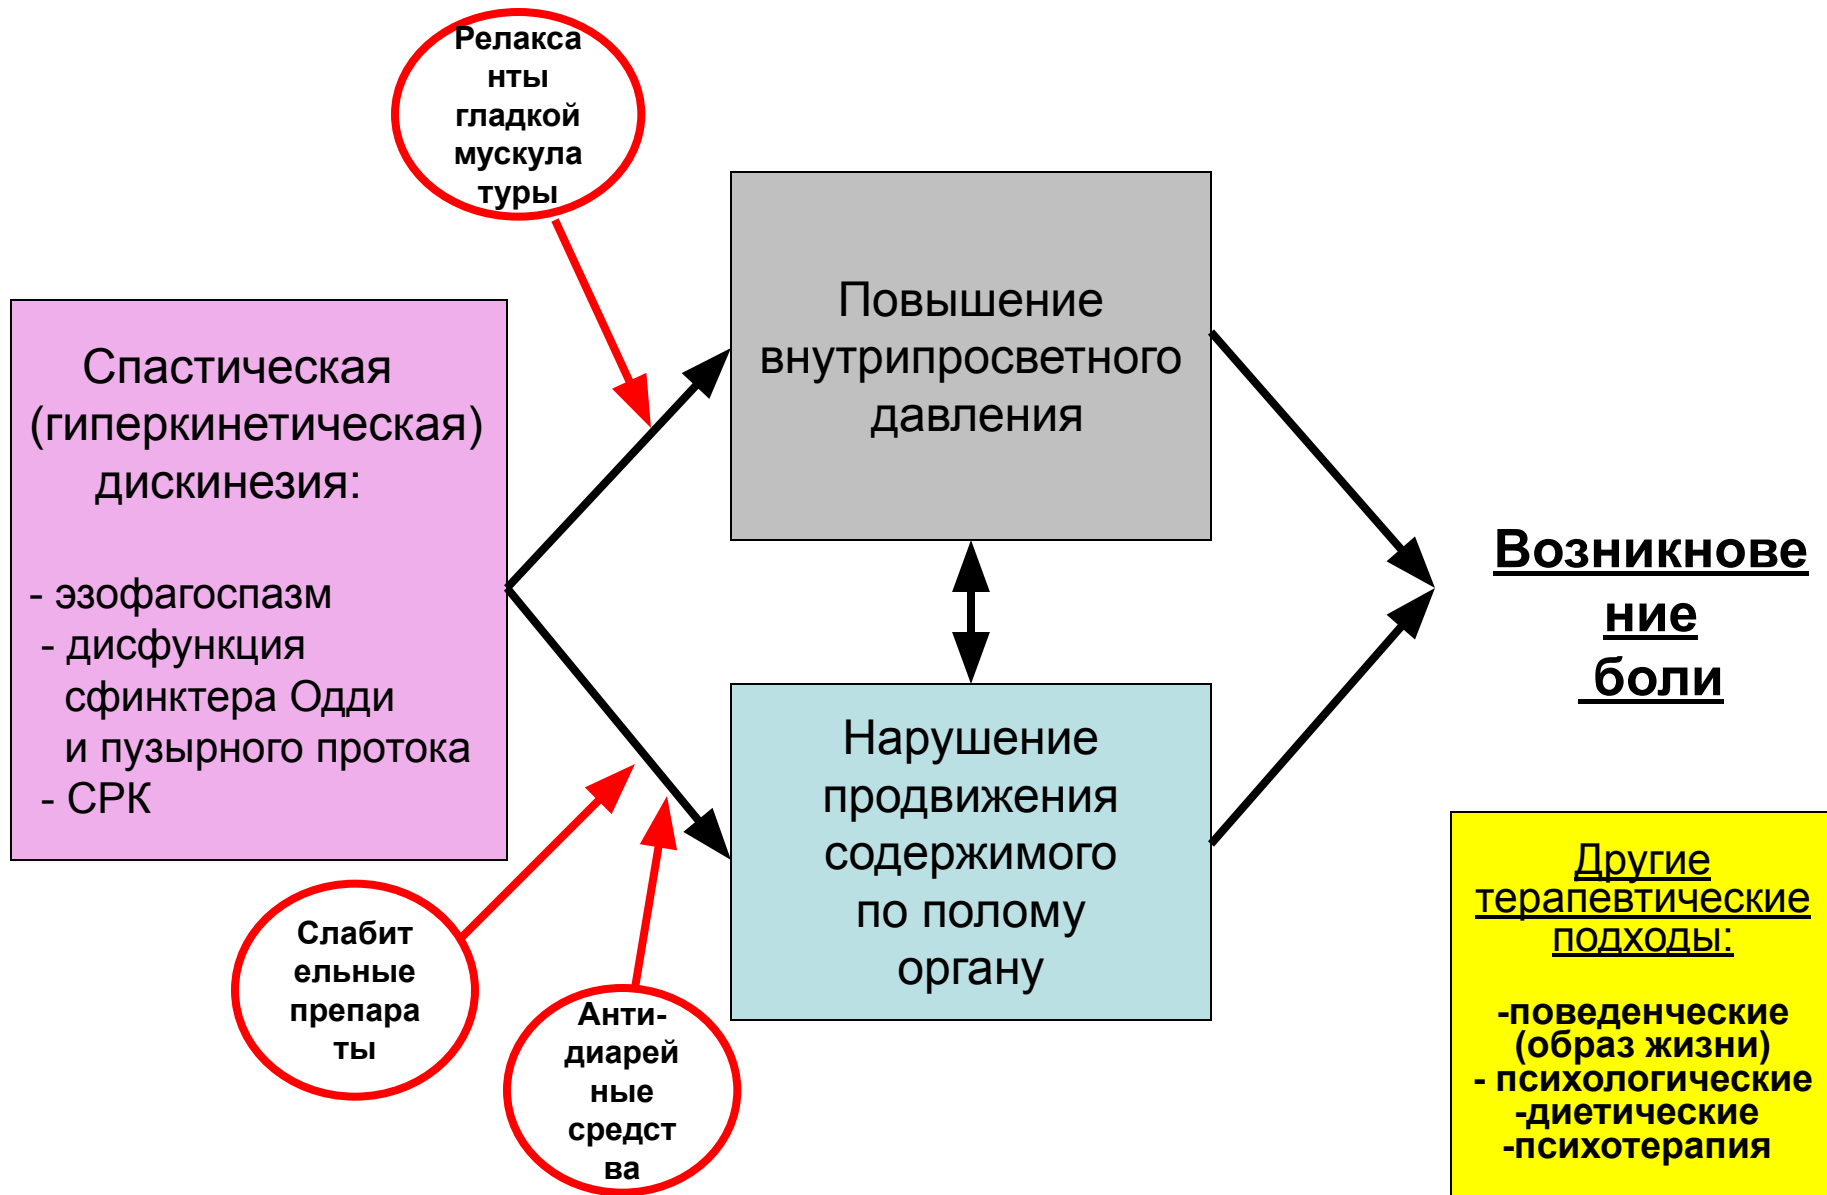 Релакса
нты
гладкой
мускула
туры
Спастическая
(гиперкинетическая)
дискинезия:
- эзофагоспазм
- дисфункция
сфинктера Одди
и пузырного протока
- СРК
Повышение
внутрипросветного
давления
Нарушение
продвижения
содержимого
по полому
органу
Возникнове
ние
боли
Слабит
ельные
препара
ты
Анти-
диарей
ные
средст
ва
Другие
терапевтические
подходы:
-поведенческие
(образ жизни)
- психологические
-диетические
-психотерапия